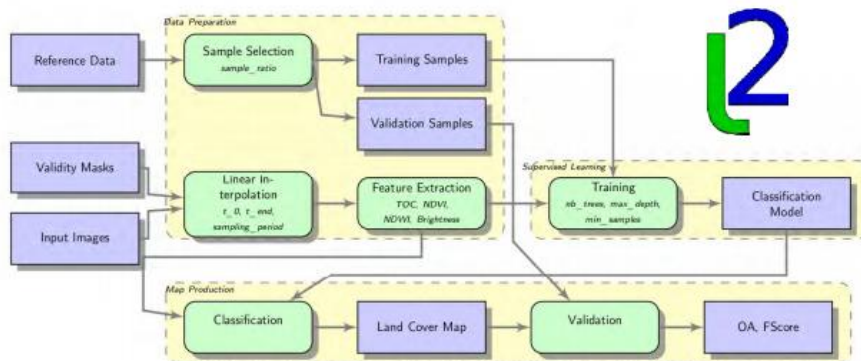 Data Preparation
Reference Data
Sample Selection
sample_ratio
Training Samples
Validation Samples
Validity Masks
Input Images
Linear in-
terpolation
t_0, t_end,
sampling_period
Feature Extraction
TOC, NDVI,
NDWI, Brightness
Supervised Learning
Training
nb_trees, max_depth,
min_samples
Classification
Model
Map Production
Classification
Land Cover Map
Validation
OA, FScore
2